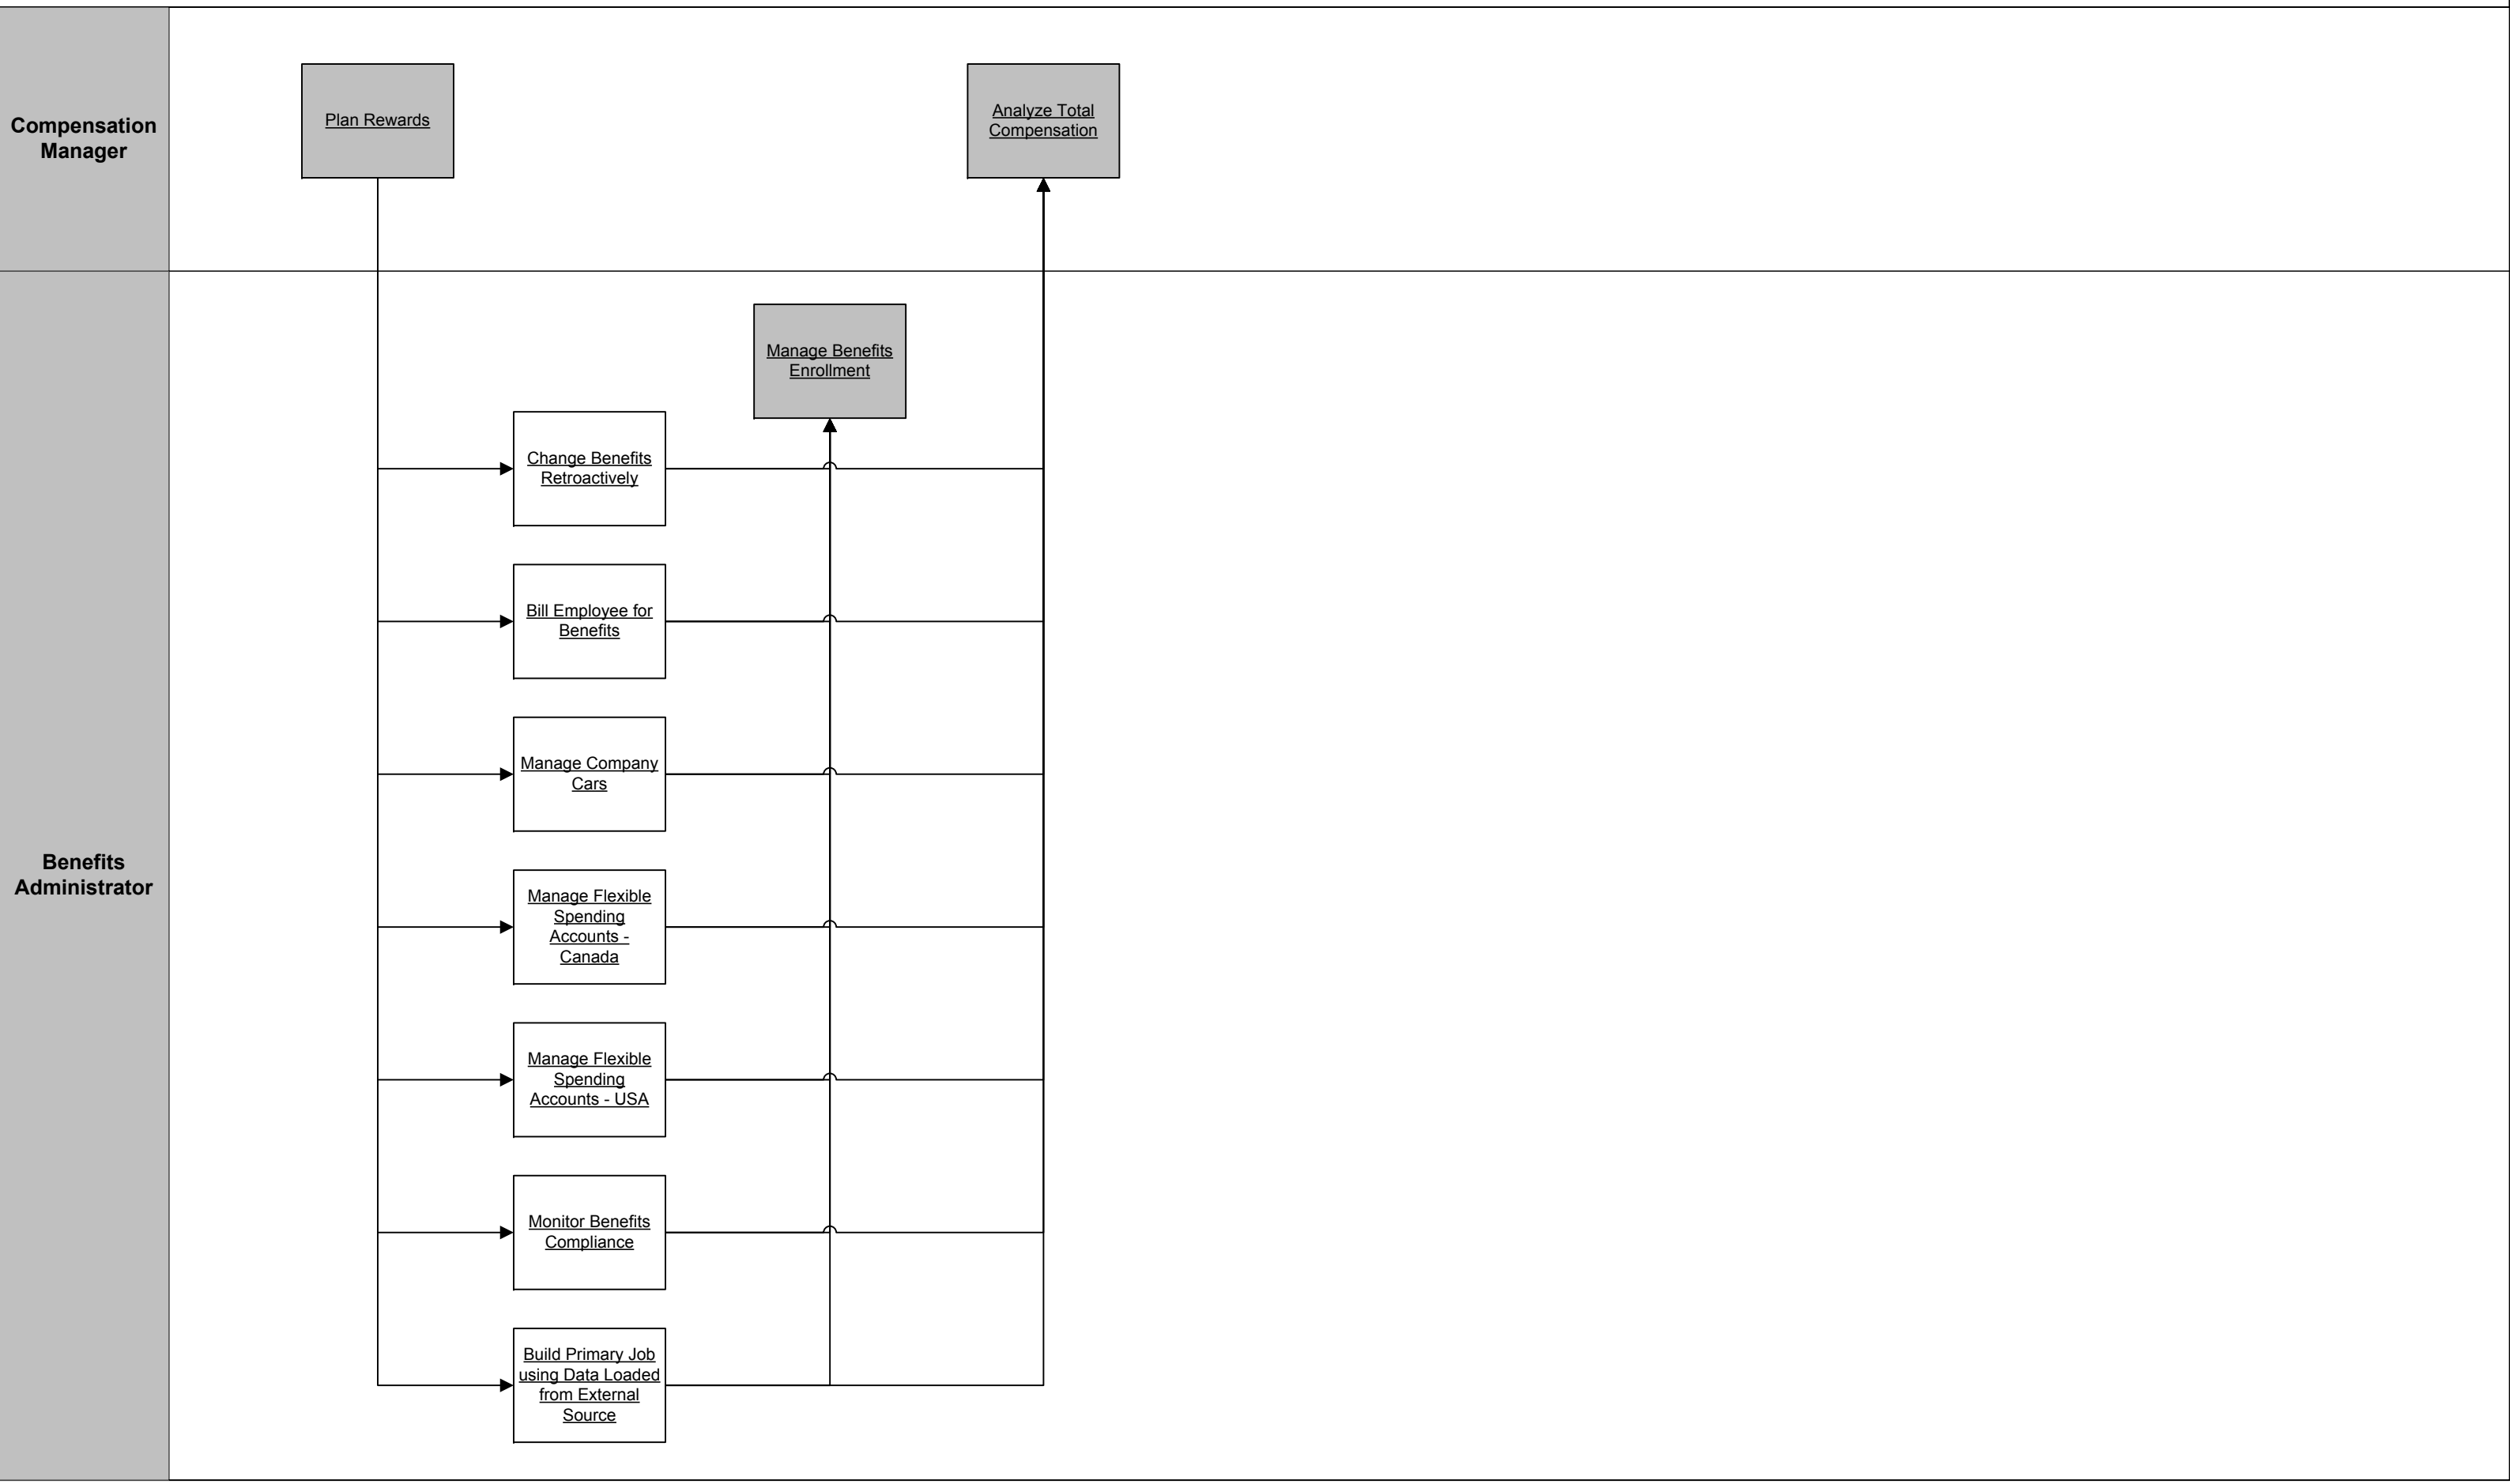 Compensation
Manager
Plan Rewards
Analyze Total
Compensation
Benefits
Administrator
Manage Benefits
Enrollment
Change Benefits
Retroactively
Bill Employee for
Benefits
Manage Company
Cars
Manage Flexible
Spending
Accounts -
Canada
Manage Flexible
Spending
Accounts - USA
Monitor Benefits
Compliance
Build Primary Job
using Data Loaded
from External
Source